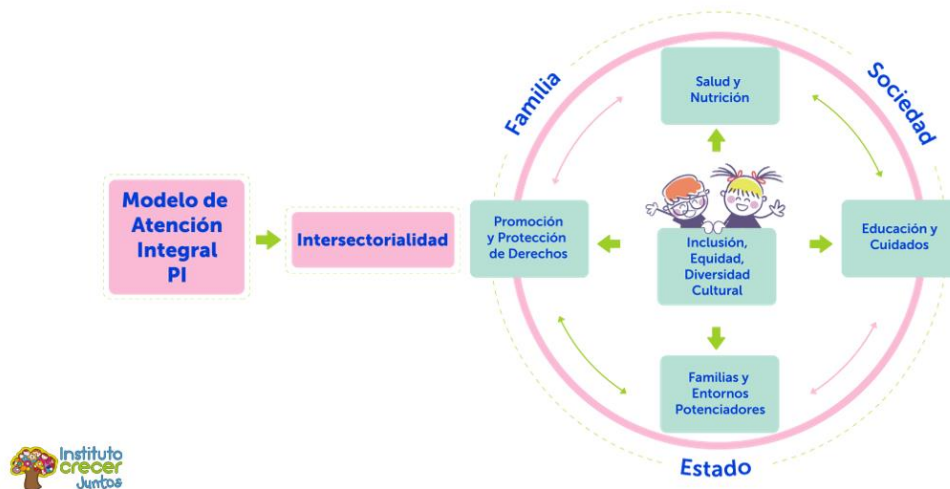 Modelo de
Atención
Integral
PI
Intersectorialidad
Familia
Sociedad
Estado
Salud y
Nutrición
Promoción
y Protección
de Derechos
Inclusión,
Equidad,
Diversidad
Cultural
Educación y
Cuidados
Familias y
Entornos
Potenciadores
Instituto
crecer
Juntos